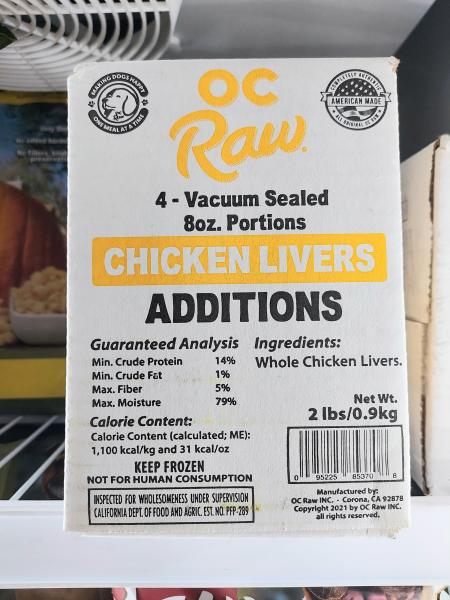 MAKING DOGS HAPPY
ONE MEAL AT A TIME
OC
Raw
COMPLETELY AUTHENTIC
AMERICAN MADE
4 - Vacuum Sealed
8oz. Portions
CHICKEN LIVERS
ADDITIONS
Guaranteed Analysis
Min. Crude Protein 14%
Min. Crude Fat 1%
Max. Fiber 5%
Max. Moisture 79%
Ingredients:
Whole Chicken Livers.
Calorie Content:
Calorie Content (calculated; ME):
1,100 kcal/kg and 31 kcal/oz
KEEP FROZEN
NOT FOR HUMAN CONSUMPTION
INSPECTED FOR WHOLESOMENESS UNDER SUPERVISION
CALIFORNIA DEPT. OF FOOD AND AGRIC. EST. NO. PFP-289
Net Wt.
2 lbs/0.9kg
0 95225 85370 8
Manufactured by:
OC Raw INC. - Corona, CA 92878
Copyright 2021 by OC Raw INC.
all rights reserved.